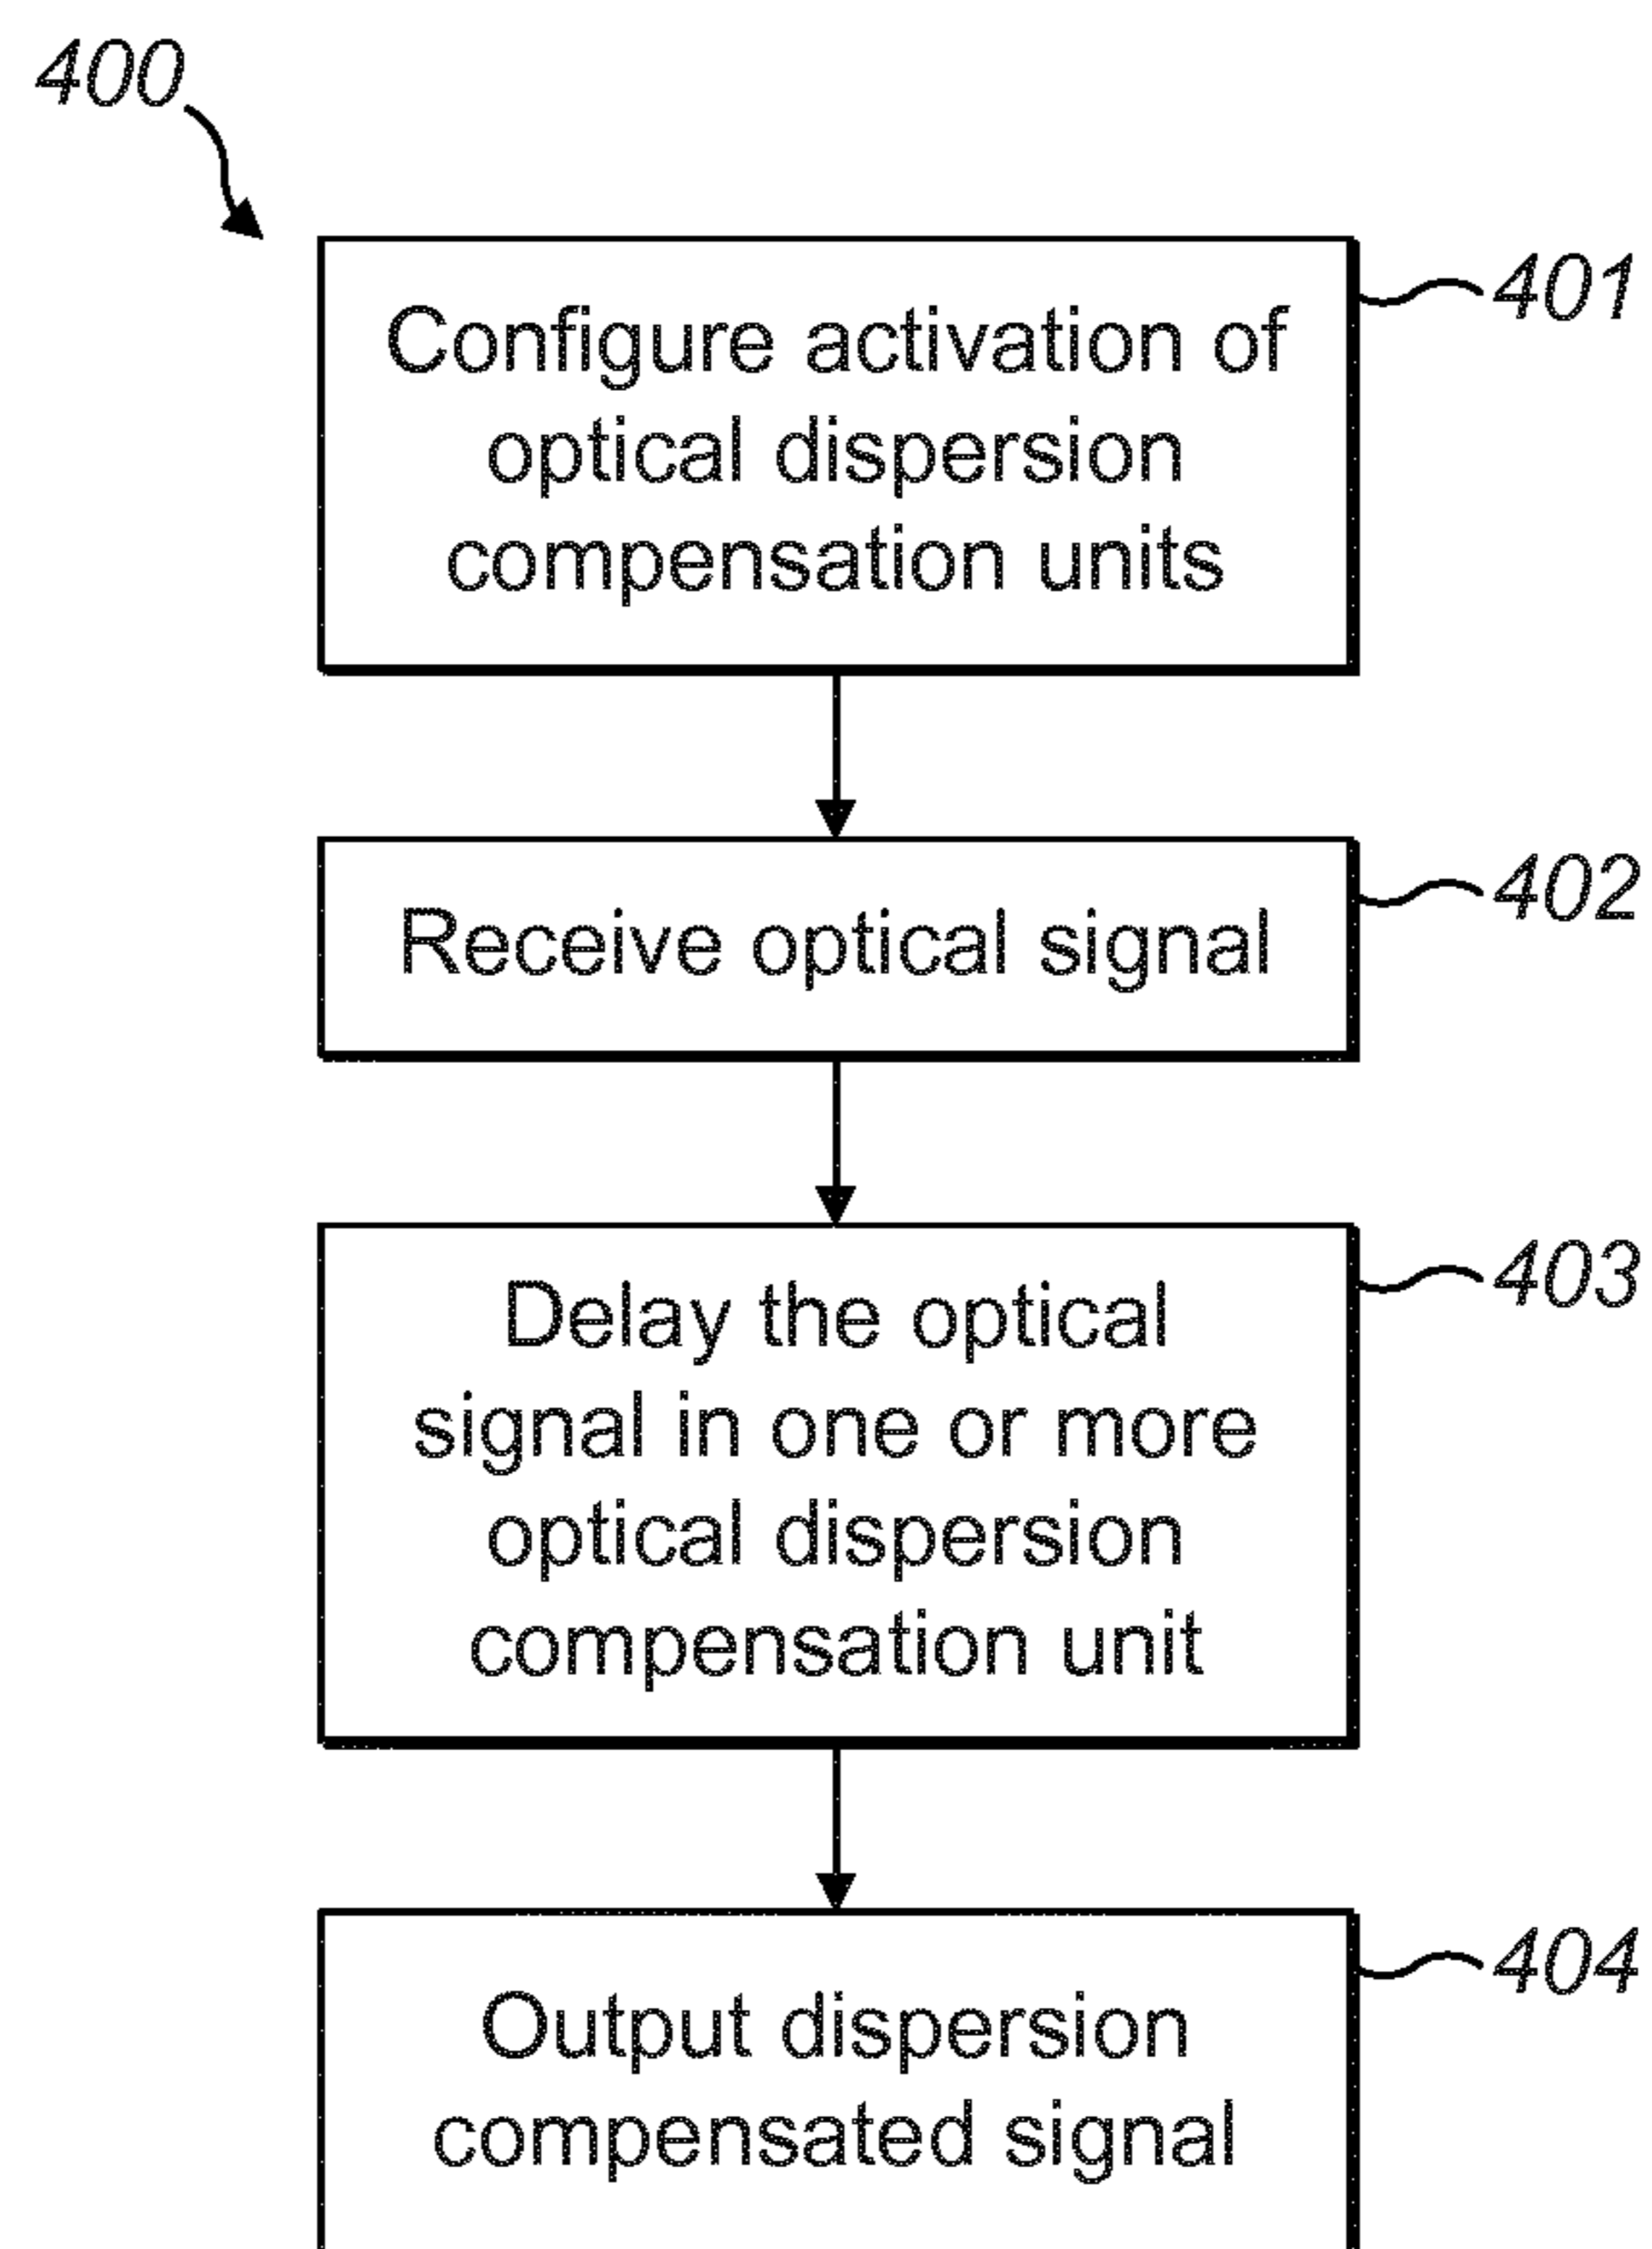 400
401
Configure activation of
optical dispersion
compensation units
402
Receive optical signal
403
Delay the optical
signal in one or more
optical dispersion
compensation unit
404
Output dispersion
compensated signal